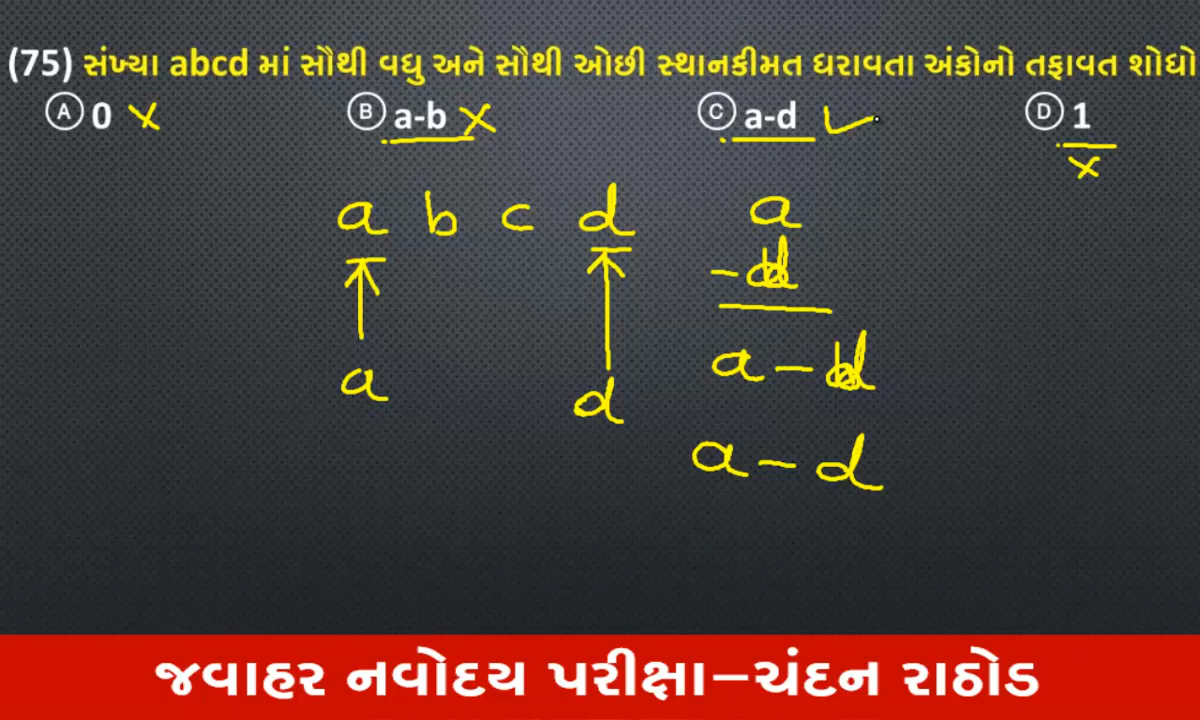 (75) સંખ્યા abcd માં સૌથી વધુ અને સૌથી ઓછી સ્થાનકીમત ધરાવતા અંકોનો તફાવત શોધો
A 0 x B a-b x C a-d ✓ D 1
x
a b c d a
- d
a d a - d
a - d
જવાહર નવોદય પરીક્ષા–ચંદન રાઠોડ